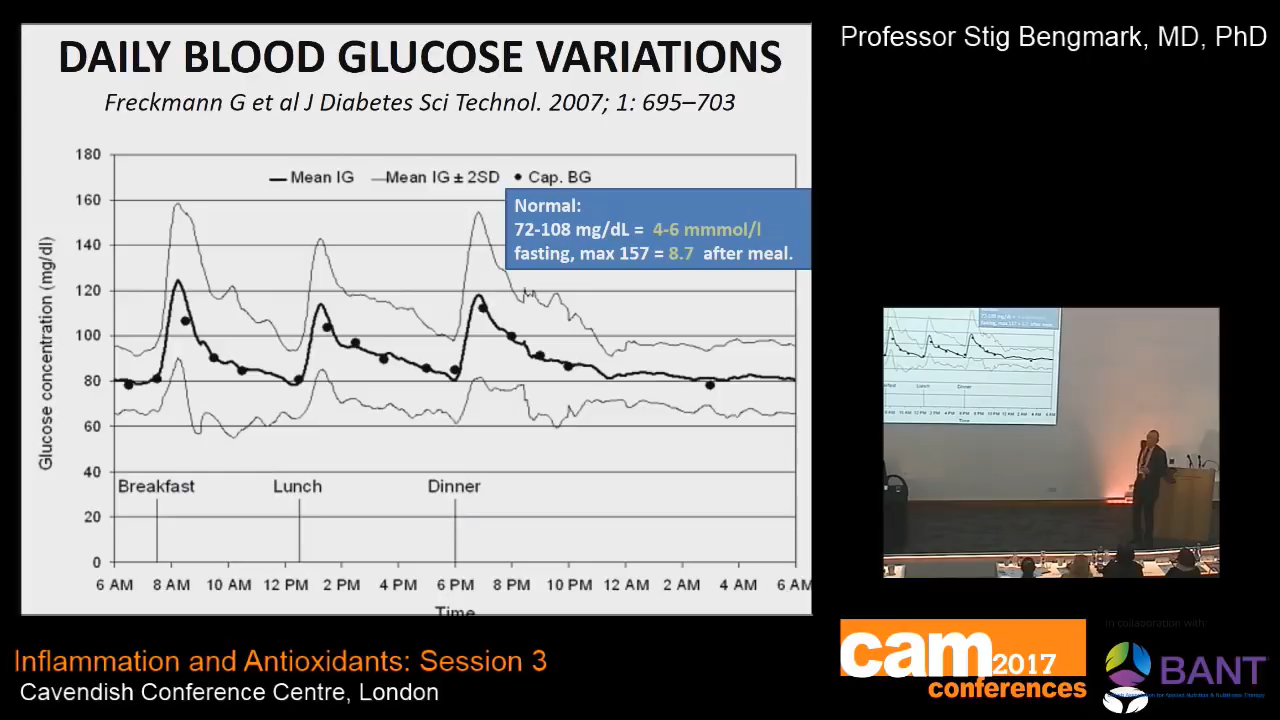 Professor Stig Bengmark, MD, PhD
DAILY BLOOD GLUCOSE VARIATIONS
Freckmann G et al J Diabetes Sci Technol. 2007; 1: 695–703
Glucose concentration (mg/dl)
180
160
140
120
100
80
60
40
20
0
Mean IG
Mean IG ± 2SD
Cap. BG
Normal:
72-108 mg/dL = 4-6 mmmol/l
fasting, max 157 = 8.7 after meal.
Breakfast
Lunch
Dinner
6 AM 8 AM 10 AM 12 PM 2 PM 4 PM 6 PM 8 PM 10 PM 12 AM 2 AM 4 AM 6 AM
Time
Inflammation and Antioxidants: Session 3
Cavendish Conference Centre, London
cam 2017
conferences
In collaboration with:
BANT